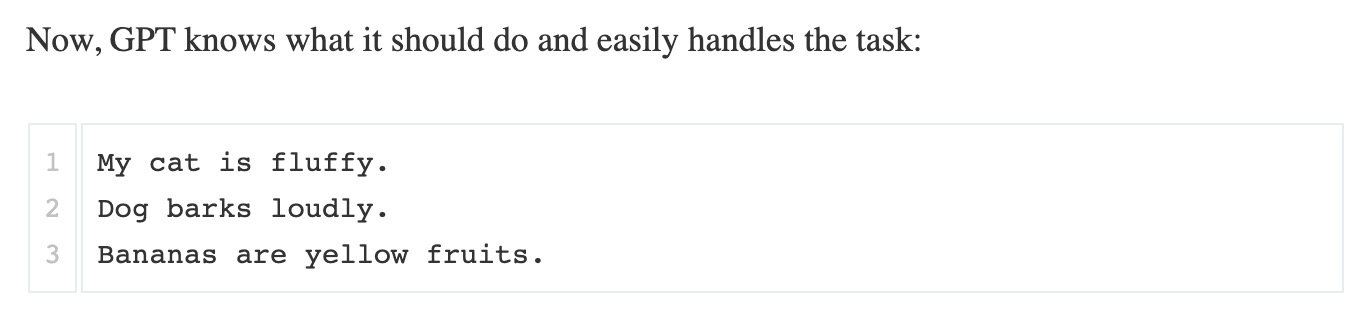 Now, GPT knows what it should do and easily handles the task:
1 My cat is fluffy.
2 Dog barks loudly.
3 Bananas are yellow fruits.